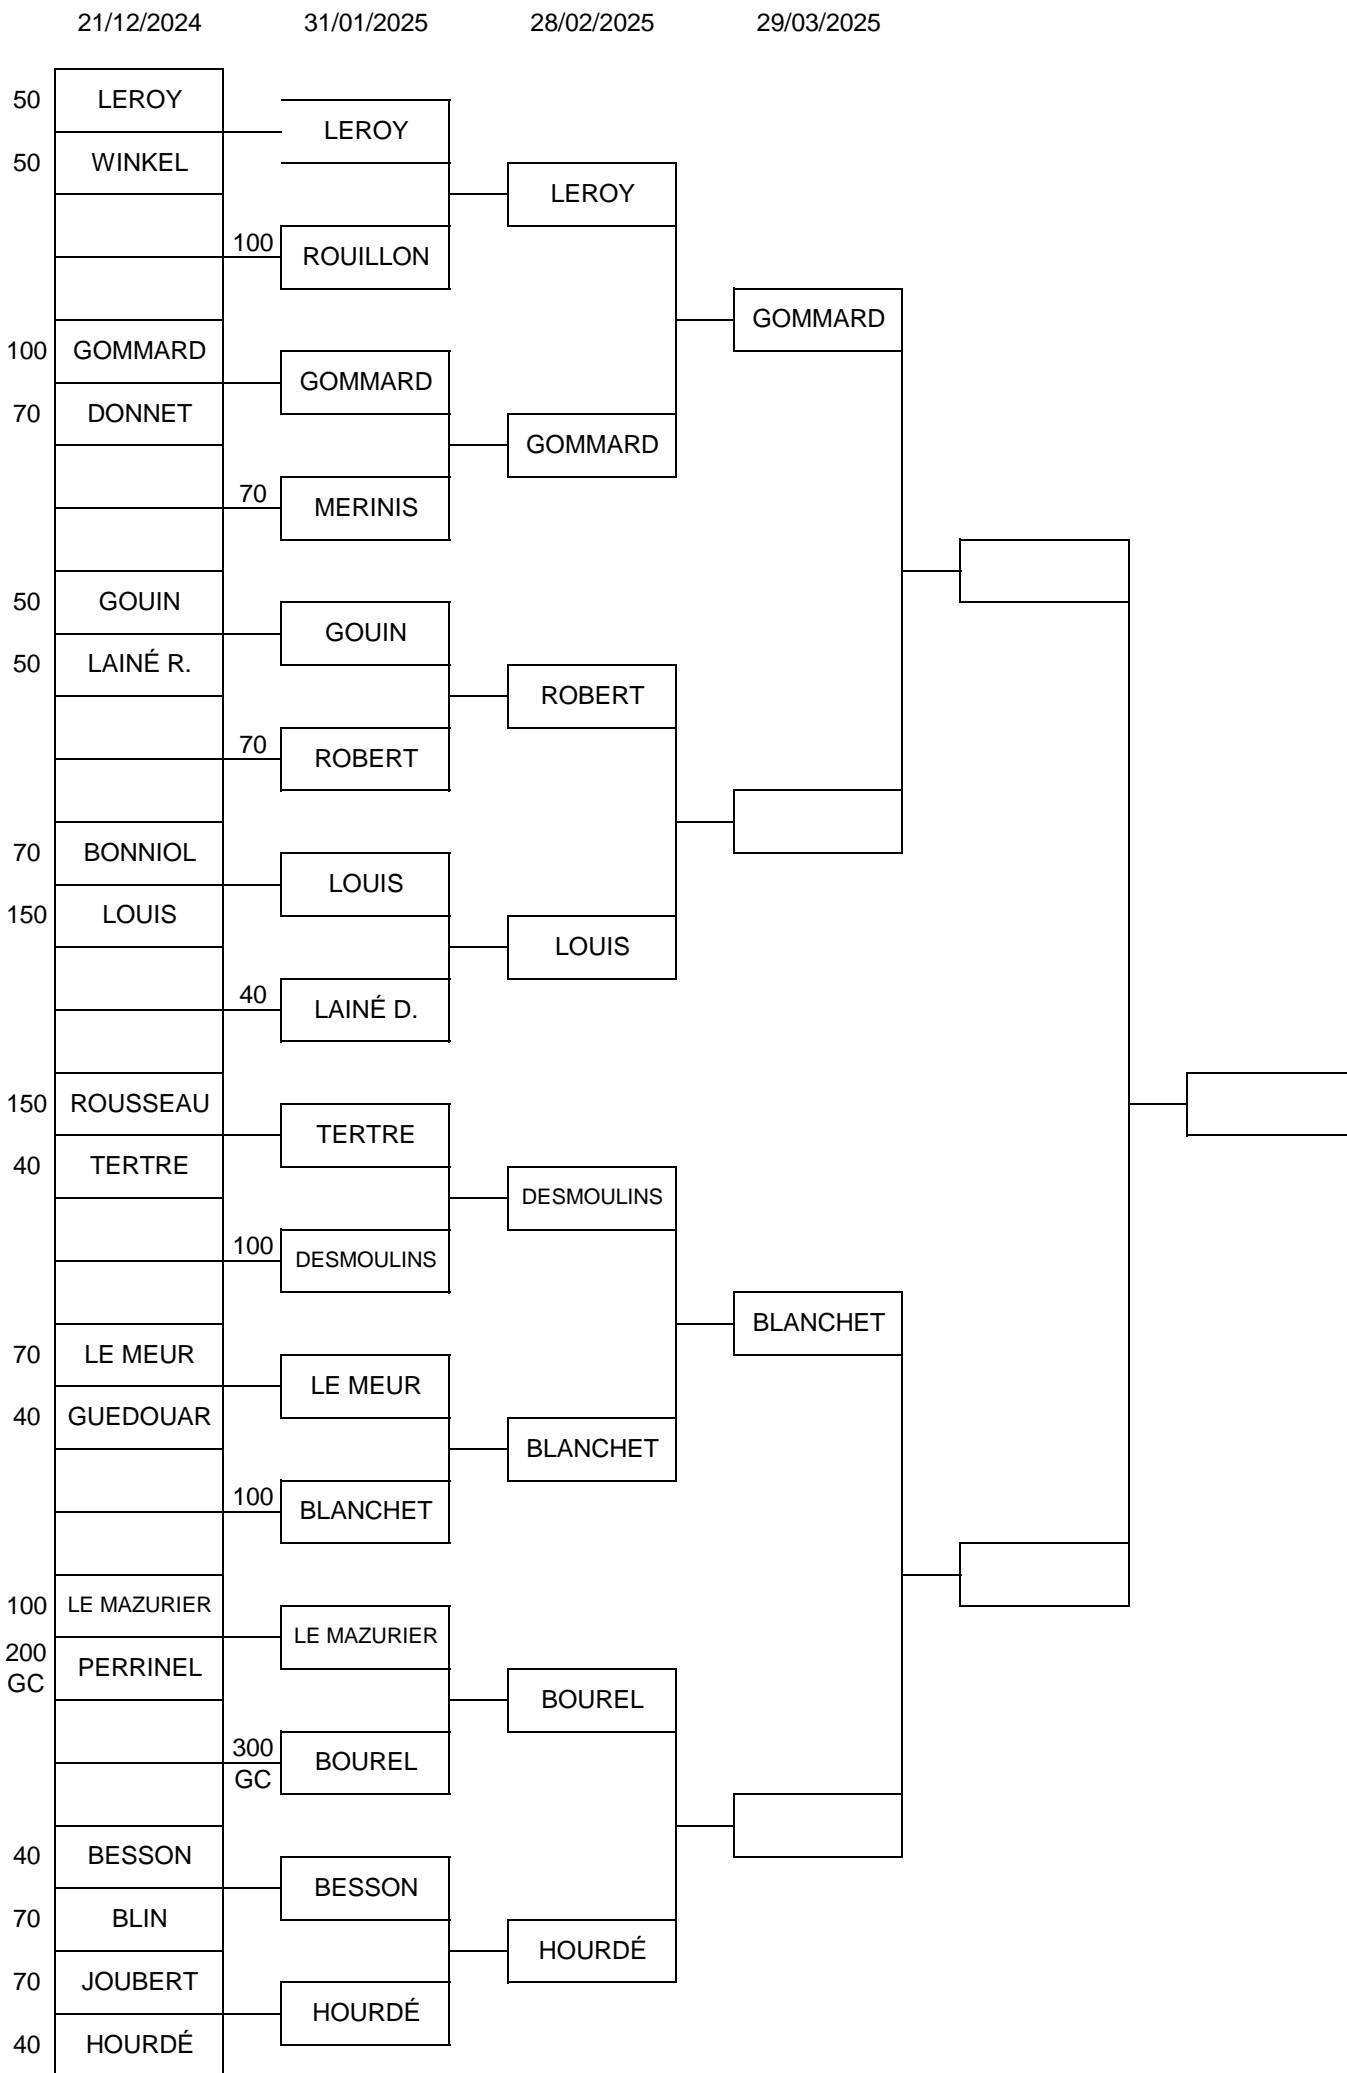 21/12/2024 31/01/2025 28/02/2025 29/03/2025
50 LEROY
LEROY
50 WINKEL
LEROY
100
ROUILLON
GOMMARD
100 GOMMARD
GOMMARD
70 DONNET
GOMMARD
70
MERINIS
50 GOUIN
GOUIN
50 LAINÉ R.
ROBERT
70
ROBERT
70 BONNIOL
LOUIS
150 LOUIS
LOUIS
40
LAINÉ D.
150 ROUSSEAU
TERTRE
40 TERTRE
DESMOULINS
100
DESMOULINS
BLANCHET
70 LE MEUR
LE MEUR
40 GUEDOUAR
BLANCHET
100
BLANCHET
100 LE MAZURIER
LE MAZURIER
200
GC
PERRINEL
BOUREL
300
GC
BOUREL
40 BESSON
BESSON
70 BLIN
HOURDÉ
70 JOUBERT
HOURDÉ
40 HOURDÉ